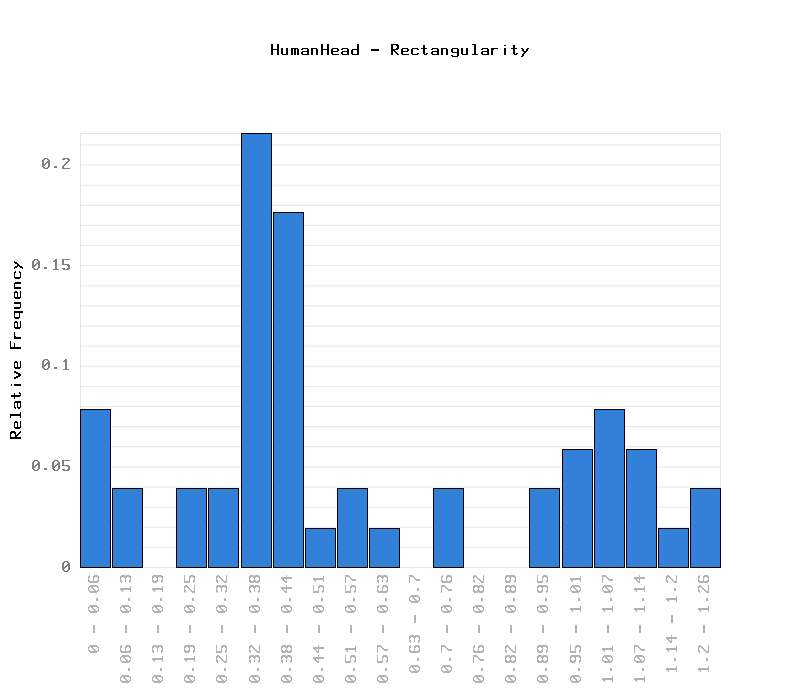 HumanHead - Rectangularity
Relative Frequency
0.2
0.15
0.1
0.05
0
0 - 0.06
0.06 - 0.13
0.13 - 0.19
0.19 - 0.25
0.25 - 0.32
0.32 - 0.38
0.38 - 0.44
0.44 - 0.51
0.51 - 0.57
0.57 - 0.63
0.63 - 0.7
0.7 - 0.76
0.76 - 0.82
0.82 - 0.89
0.89 - 0.95
0.95 - 1.01
1.01 - 1.07
1.07 - 1.14
1.14 - 1.2
1.2 - 1.26